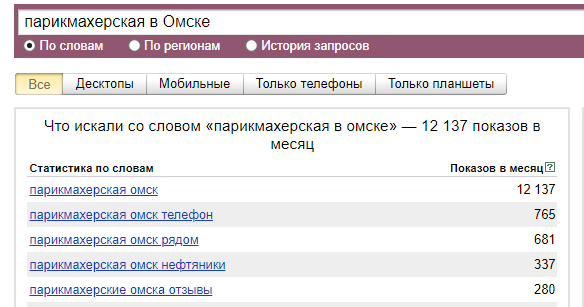 парикмахерская в Омске
По словам По регионам История запросов
Все Десктопы Мобильные Только телефоны Только планшеты
Что искали со словом «парикмахерская в омске» — 12 137 показов в
месяц
Статистика по словам Показов в месяц ?
парикмахерская омск 12 137
парикмахерская омск телефон 765
парикмахерская омск рядом 681
парикмахерская омск нефтяники 337
парикмахерские омска отзывы 280